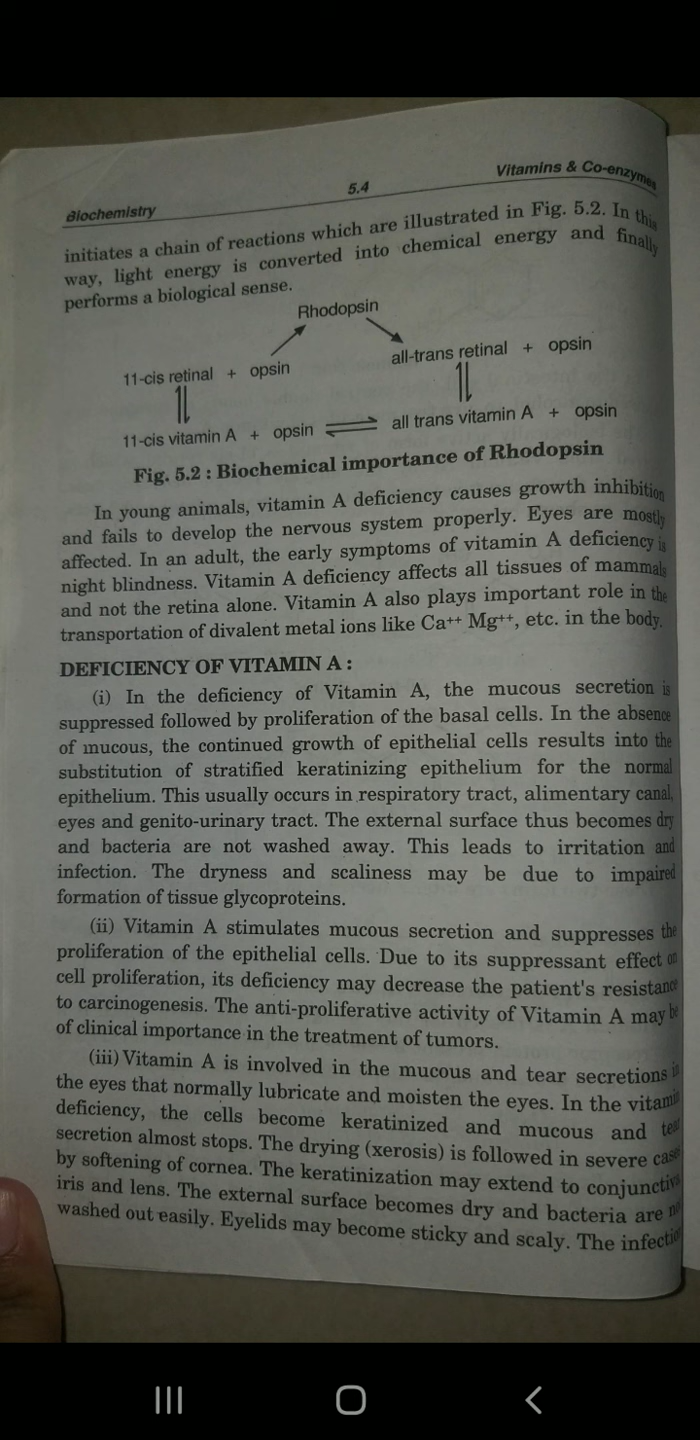 Biochemistry 5.4 Vitamins & Co-enzymes
initiates a chain of reactions which are illustrated in Fig. 5.2. In this
way, light energy is converted into chemical energy and finally
performs a biological sense.
Rhodopsin
11-cis retinal + opsin
all-trans retinal + opsin
11-cis vitamin A + opsin ⇌ all trans vitamin A + opsin
Fig. 5.2 : Biochemical importance of Rhodopsin
In young animals, vitamin A deficiency causes growth inhibition
and fails to develop the nervous system properly. Eyes are mostly
affected. In an adult, the early symptoms of vitamin A deficiency is
night blindness. Vitamin A deficiency affects all tissues of mammals
and not the retina alone. Vitamin A also plays important role in the
transportation of divalent metal ions like Ca⁺⁺ Mg⁺⁺, etc. in the body.
DEFICIENCY OF VITAMIN A :
(i) In the deficiency of Vitamin A, the mucous secretion is
suppressed followed by proliferation of the basal cells. In the absence
of mucous, the continued growth of epithelial cells results into the
substitution of stratified keratinizing epithelium for the normal
epithelium. This usually occurs in respiratory tract, alimentary canal,
eyes and genito-urinary tract. The external surface thus becomes dry
and bacteria are not washed away. This leads to irritation and
infection. The dryness and scaliness may be due to impaired
formation of tissue glycoproteins.
(ii) Vitamin A stimulates mucous secretion and suppresses the
proliferation of the epithelial cells. Due to its suppressant effect on
cell proliferation, its deficiency may decrease the patient's resistance
to carcinogenesis. The anti-proliferative activity of Vitamin A may be
of clinical importance in the treatment of tumors.
(iii) Vitamin A is involved in the mucous and tear secretions in
the eyes that normally lubricate and moisten the eyes. In the vitamin
deficiency, the cells become keratinized and mucous and tear
secretion almost stops. The drying (xerosis) is followed in severe case
by softening of cornea. The keratinization may extend to conjunctiva
iris and lens. The external surface becomes dry and bacteria are
washed out easily. Eyelids may become sticky and scaly. The infection